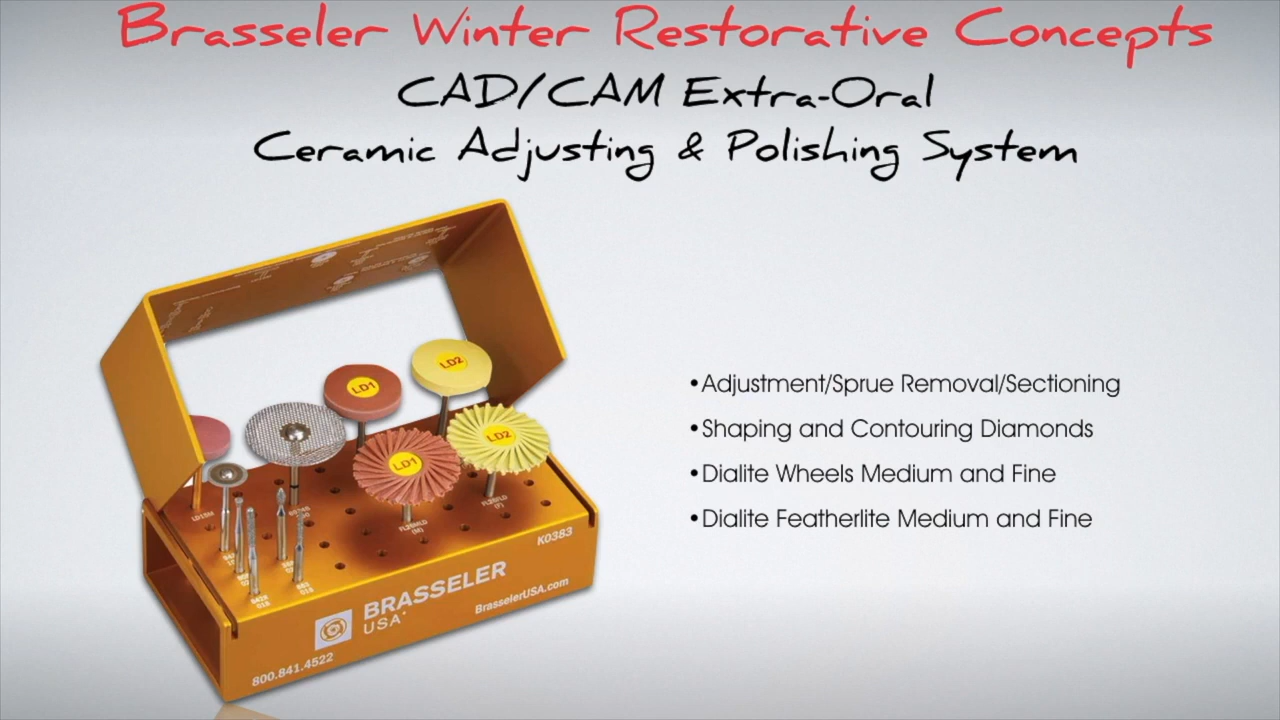 Brasseler Winter Restorative Concepts
CAD/CAM Extra-Oral
Ceramic Adjusting & Polishing System
•Adjustment/Sprue Removal/Sectioning
•Shaping and Contouring Diamonds
•Dialite Wheels Medium and Fine
•Dialite Featherlite Medium and Fine
LD1
LD2
LD1
LD2
(M)
(F)
K0383
BRASSELER
USA
BrasselerUSA.com
800.841.4522